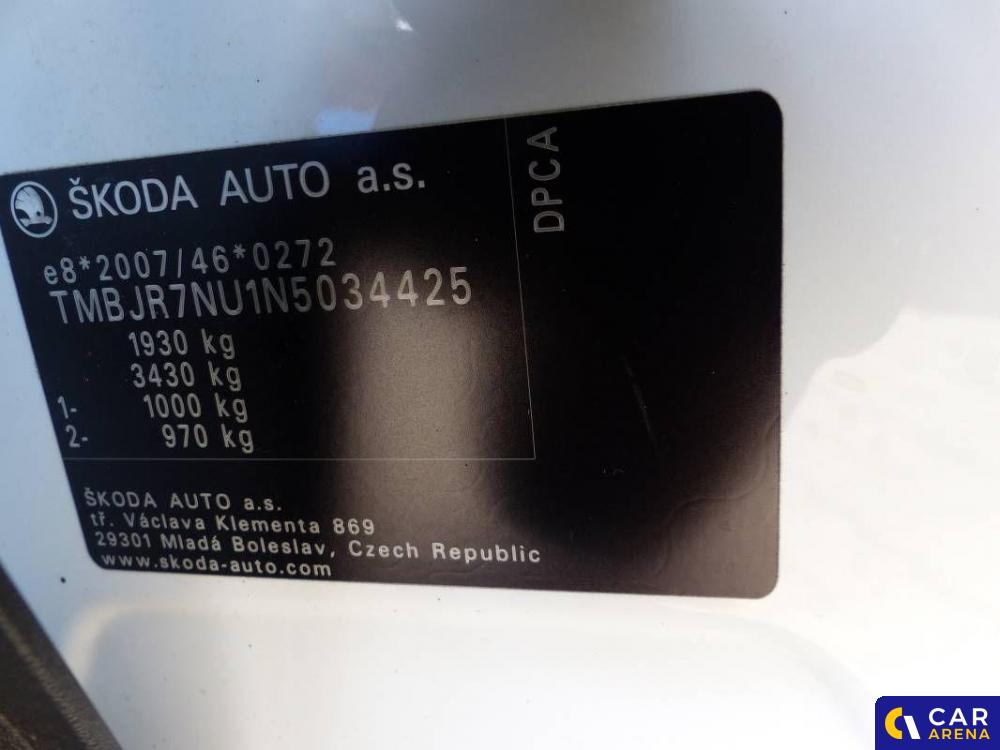 ŠKODA AUTO a.s.
DPCA
e8*2007/46*0272
TMBJR7NU1N5034425
1930 kg
3430 kg
1- 1000 kg
2- 970 kg
ŠKODA AUTO a.s.
tř. Václava Klementa 869
29301 Mladá Boleslav, Czech Republic
www.skoda-auto.com
CAR
ARENA